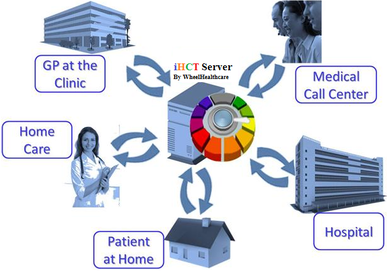 iHCT Server
By WheelHealthcare
GP at the
Clinic
Medical
Call Center
Home
Care
Patient
at Home
Hospital